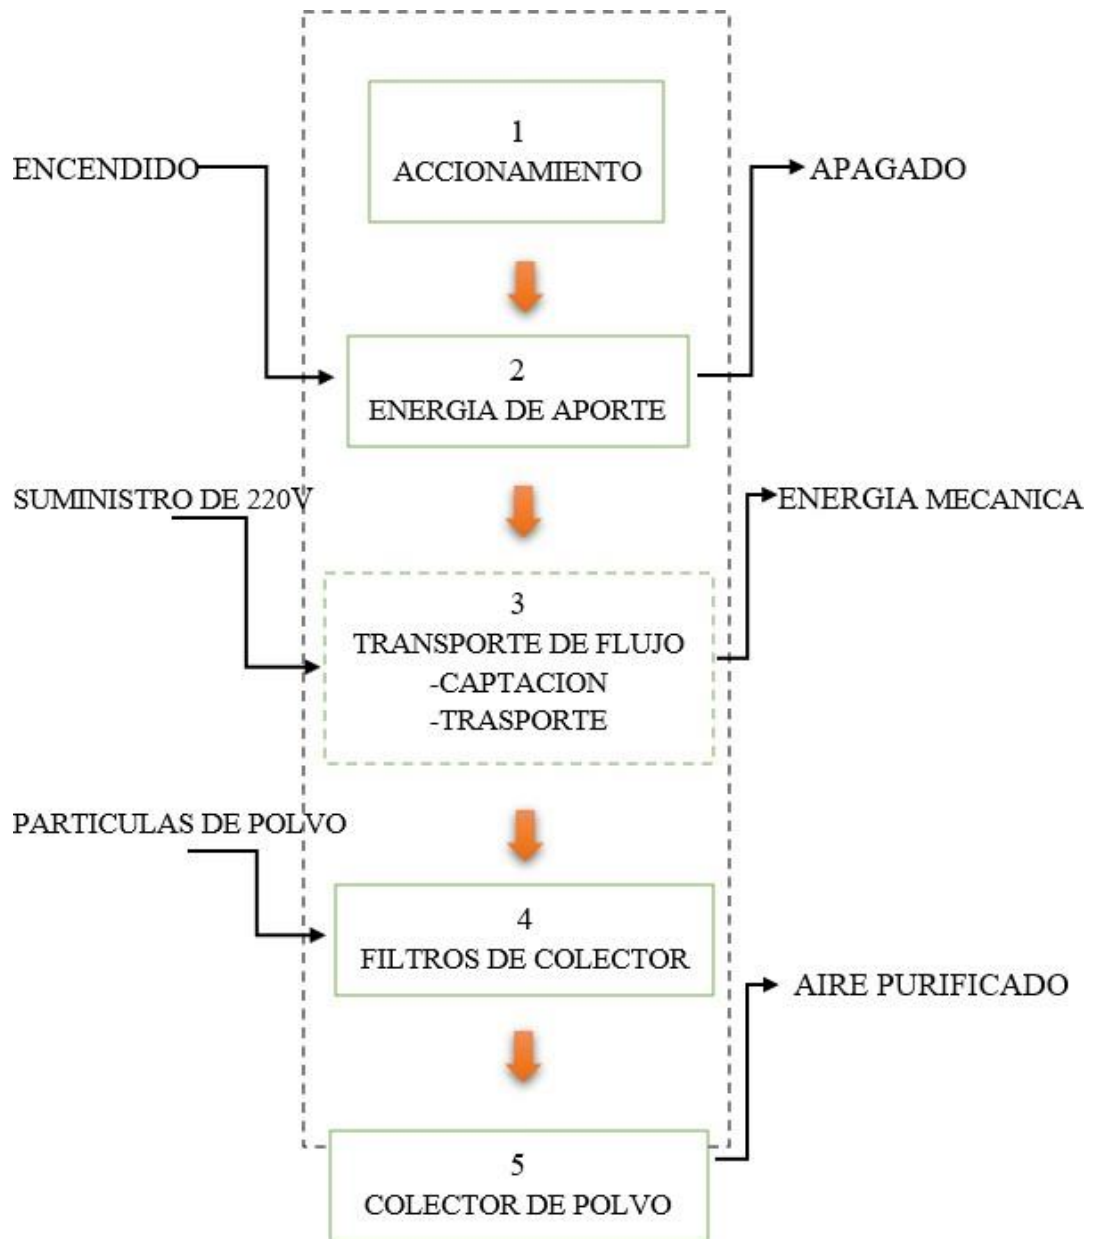 1
ACCIONAMIENTO
ENCENDIDO
APAGADO
2
ENERGIA DE APORTE
SUMINISTRO DE 220V
ENERGIA MECANICA
3
TRANSPORTE DE FLUJO
-CAPTACION
-TRASPORTE
PARTICULAS DE POLVO
4
FILTROS DE COLECTOR
AIRE PURIFICADO
5
COLECTOR DE POLVO